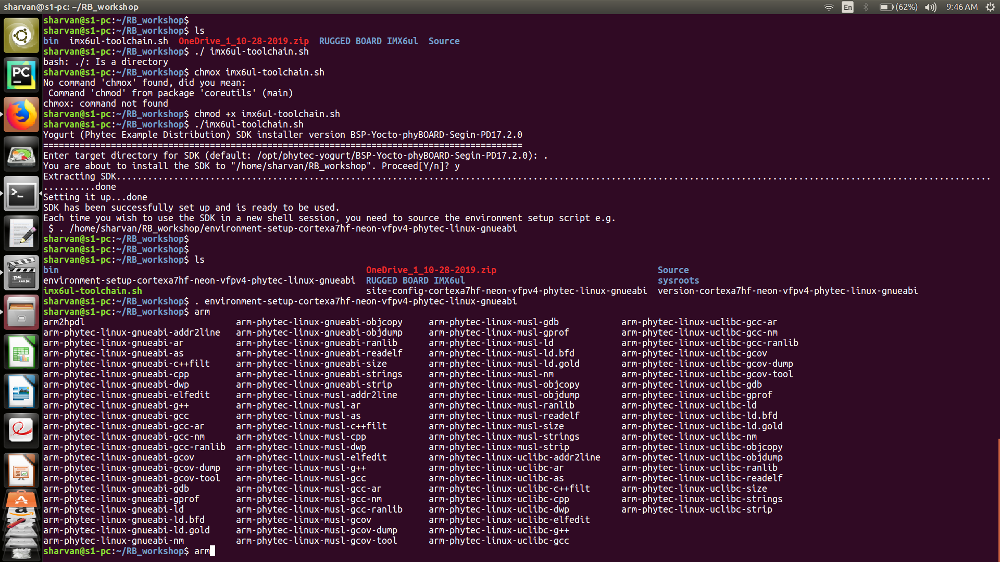 sharvan@s1-pc: ~/RB_workshop En (62%) 9:46 AM
sharvan@s1-pc:~/RB_workshop$
sharvan@s1-pc:~/RB_workshop$ ls
bin imx6ul-toolchain.sh OneDrive_1_10-28-2019.zip RUGGED BOARD IMX6ul Source
sharvan@s1-pc:~/RB_workshop$ ./ imx6ul-toolchain.sh
bash: ./: Is a directory
sharvan@s1-pc:~/RB_workshop$ chmox imx6ul-toolchain.sh
No command 'chmox' found, did you mean:
 Command 'chmod' from package 'coreutils' (main)
chmox: command not found
sharvan@s1-pc:~/RB_workshop$ chmod +x imx6ul-toolchain.sh
sharvan@s1-pc:~/RB_workshop$ ./imx6ul-toolchain.sh
Yogurt (Phytec Example Distribution) SDK installer version BSP-Yocto-phyBOARD-Segin-PD17.2.0
============================================================================================
Enter target directory for SDK (default: /opt/phytec-yogurt/BSP-Yocto-phyBOARD-Segin-PD17.2.0): .
You are about to install the SDK to "/home/sharvan/RB_workshop". Proceed[Y/n]? y
Extracting SDK........................................................................................................................................................................
..........done
Setting it up...done
SDK has been successfully set up and is ready to be used.
Each time you wish to use the SDK in a new shell session, you need to source the environment setup script e.g.
 $ . /home/sharvan/RB_workshop/environment-setup-cortexa7hf-neon-vfpv4-phytec-linux-gnueabi
sharvan@s1-pc:~/RB_workshop$
sharvan@s1-pc:~/RB_workshop$
sharvan@s1-pc:~/RB_workshop$ ls
bin OneDrive_1_10-28-2019.zip Source
environment-setup-cortexa7hf-neon-vfpv4-phytec-linux-gnueabi RUGGED BOARD IMX6ul sysroots
imx6ul-toolchain.sh site-config-cortexa7hf-neon-vfpv4-phytec-linux-gnueabi version-cortexa7hf-neon-vfpv4-phytec-linux-gnueabi
sharvan@s1-pc:~/RB_workshop$ . environment-setup-cortexa7hf-neon-vfpv4-phytec-linux-gnueabi
sharvan@s1-pc:~/RB_workshop$ arm
arm2hpdl arm-phytec-linux-gnueabi-objcopy arm-phytec-linux-musl-gdb arm-phytec-linux-uclibc-gcc-ar
arm-phytec-linux-gnueabi-addr2line arm-phytec-linux-gnueabi-objdump arm-phytec-linux-musl-gprof arm-phytec-linux-uclibc-gcc-nm
arm-phytec-linux-gnueabi-ar arm-phytec-linux-gnueabi-ranlib arm-phytec-linux-musl-ld arm-phytec-linux-uclibc-gcc-ranlib
arm-phytec-linux-gnueabi-as arm-phytec-linux-gnueabi-readelf arm-phytec-linux-musl-ld.bfd arm-phytec-linux-uclibc-gcov
arm-phytec-linux-gnueabi-c++filt arm-phytec-linux-gnueabi-size arm-phytec-linux-musl-ld.gold arm-phytec-linux-uclibc-gcov-dump
arm-phytec-linux-gnueabi-cpp arm-phytec-linux-gnueabi-strings arm-phytec-linux-musl-nm arm-phytec-linux-uclibc-gcov-tool
arm-phytec-linux-gnueabi-dwp arm-phytec-linux-gnueabi-strip arm-phytec-linux-musl-objcopy arm-phytec-linux-uclibc-gdb
arm-phytec-linux-gnueabi-elfedit arm-phytec-linux-musl-addr2line arm-phytec-linux-musl-objdump arm-phytec-linux-uclibc-gprof
arm-phytec-linux-gnueabi-g++ arm-phytec-linux-musl-ar arm-phytec-linux-musl-ranlib arm-phytec-linux-uclibc-ld
arm-phytec-linux-gnueabi-gcc arm-phytec-linux-musl-as arm-phytec-linux-musl-readelf arm-phytec-linux-uclibc-ld.bfd
arm-phytec-linux-gnueabi-gcc-ar arm-phytec-linux-musl-c++filt arm-phytec-linux-musl-size arm-phytec-linux-uclibc-ld.gold
arm-phytec-linux-gnueabi-gcc-nm arm-phytec-linux-musl-cpp arm-phytec-linux-musl-strings arm-phytec-linux-uclibc-nm
arm-phytec-linux-gnueabi-gcc-ranlib arm-phytec-linux-musl-dwp arm-phytec-linux-musl-strip arm-phytec-linux-uclibc-objcopy
arm-phytec-linux-gnueabi-gcov arm-phytec-linux-musl-elfedit arm-phytec-linux-uclibc-addr2line arm-phytec-linux-uclibc-objdump
arm-phytec-linux-gnueabi-gcov-dump arm-phytec-linux-musl-g++ arm-phytec-linux-uclibc-ar arm-phytec-linux-uclibc-ranlib
arm-phytec-linux-gnueabi-gcov-tool arm-phytec-linux-musl-gcc arm-phytec-linux-uclibc-as arm-phytec-linux-uclibc-readelf
arm-phytec-linux-gnueabi-gdb arm-phytec-linux-musl-gcc-ar arm-phytec-linux-uclibc-c++filt arm-phytec-linux-uclibc-size
arm-phytec-linux-gnueabi-gprof arm-phytec-linux-musl-gcc-nm arm-phytec-linux-uclibc-cpp arm-phytec-linux-uclibc-strings
arm-phytec-linux-gnueabi-ld arm-phytec-linux-musl-gcc-ranlib arm-phytec-linux-uclibc-dwp arm-phytec-linux-uclibc-strip
arm-phytec-linux-gnueabi-ld.bfd arm-phytec-linux-musl-gcov arm-phytec-linux-uclibc-elfedit
arm-phytec-linux-gnueabi-ld.gold arm-phytec-linux-musl-gcov-dump arm-phytec-linux-uclibc-g++
arm-phytec-linux-gnueabi-nm arm-phytec-linux-musl-gcov-tool arm-phytec-linux-uclibc-gcc
sharvan@s1-pc:~/RB_workshop$ arm
PC